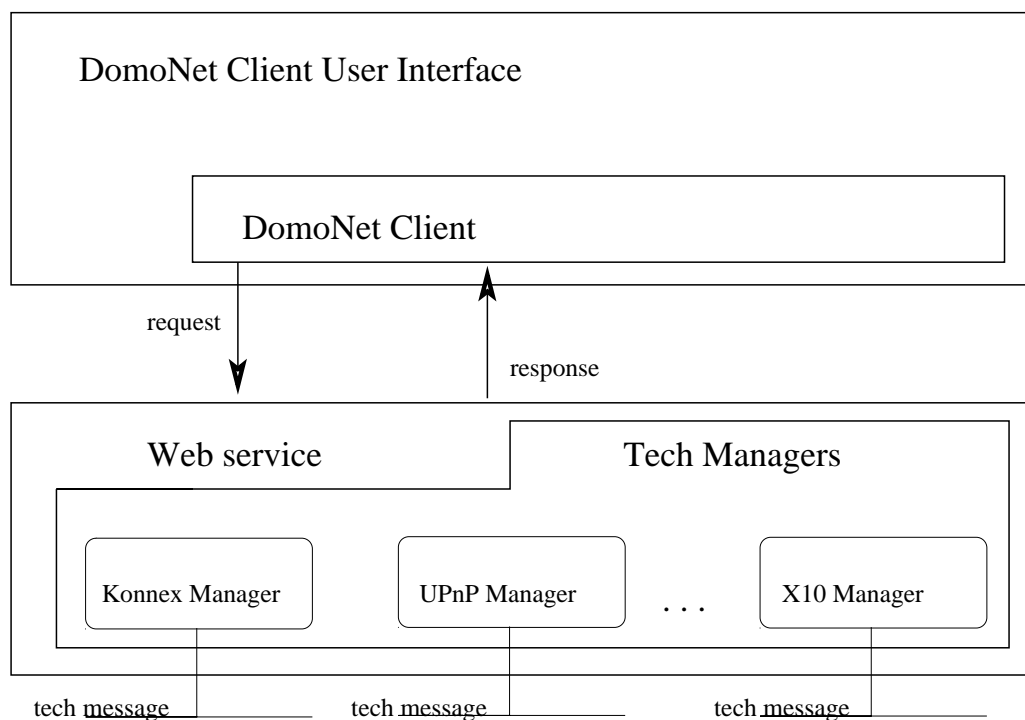 DomoNet Client User Interface
DomoNet Client
request
response
Web service
Tech Managers
Konnex Manager
UPnP Manager
. . .
X10 Manager
tech message
tech message
tech message